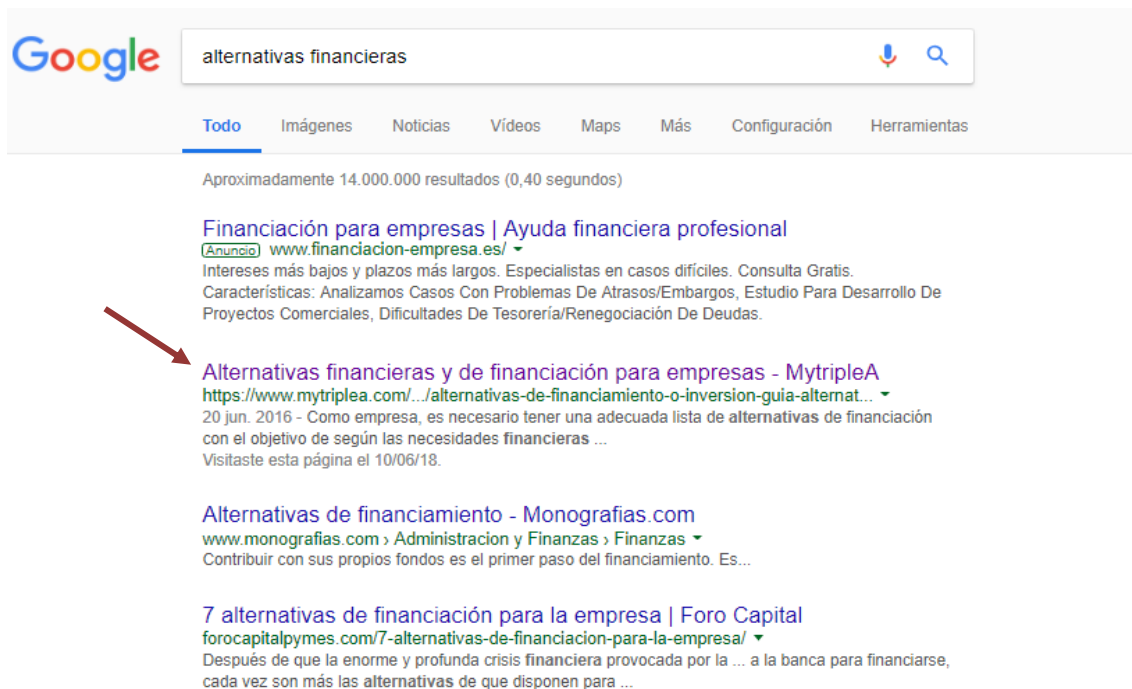 Google
alternativas financieras
Todo Imágenes Noticias Vídeos Maps Más Configuración Herramientas
Aproximadamente 14.000.000 resultados (0,40 segundos)
Financiación para empresas | Ayuda financiera profesional
Anuncio www.financiacion-empresa.es/
Intereses más bajos y plazos más largos. Especialistas en casos difíciles. Consulta Gratis.
Características: Analizamos Casos Con Problemas De Atrasos/Embargos, Estudio Para Desarrollo De
Proyectos Comerciales, Dificultades De Tesorería/Renegociación De Deudas.
Alternativas financieras y de financiación para empresas - MytripleA
https://www.mytriplea.com/.../alternativas-de-financiamiento-o-inversion-guia-alternat...
20 jun. 2016 - Como empresa, es necesario tener una adecuada lista de alternativas de financiación
con el objetivo de según las necesidades financieras ...
Visitaste esta página el 10/06/18.
Alternativas de financiamiento - Monografias.com
www.monografias.com › Administracion y Finanzas › Finanzas
Contribuir con sus propios fondos es el primer paso del financiamiento. Es...
7 alternativas de financiación para la empresa | Foro Capital
forocapitalpymes.com/7-alternativas-de-financiacion-para-la-empresa/
Después de que la enorme y profunda crisis financiera provocada por la ... a la banca para financiarse,
cada vez son más las alternativas de que disponen para ...